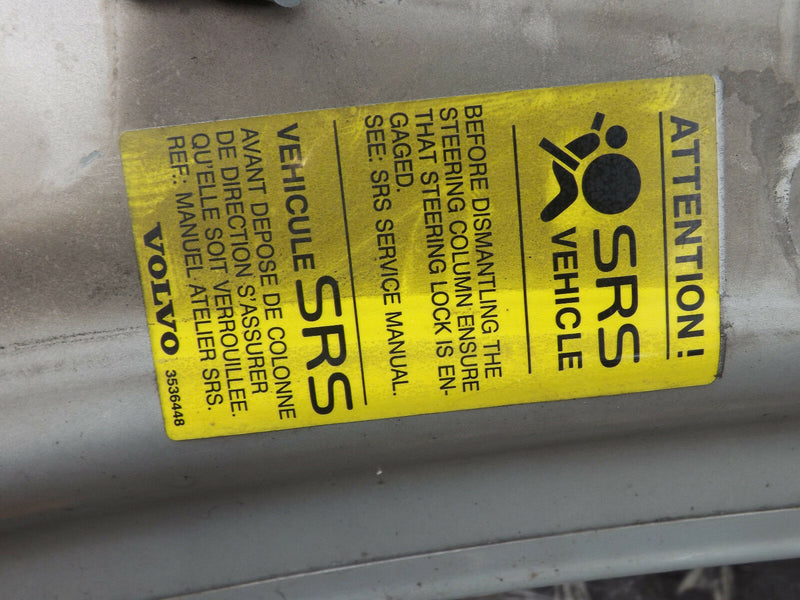 ATTENTION!
SRS
VEHICLE
BEFORE DISMANTLING THE
STEERING COLUMN ENSURE
THAT STEERING LOCK IS EN-
GAGED.
SEE: SRS SERVICE MANUAL.
VEHICULE SRS
AVANT DEPOSE DE COLONNE
DE DIRECTION S'ASSURER
QU'ELLE SOIT VERROUILLEE.
REF.: MANUEL ATELIER SRS.
VOLVO 3536448